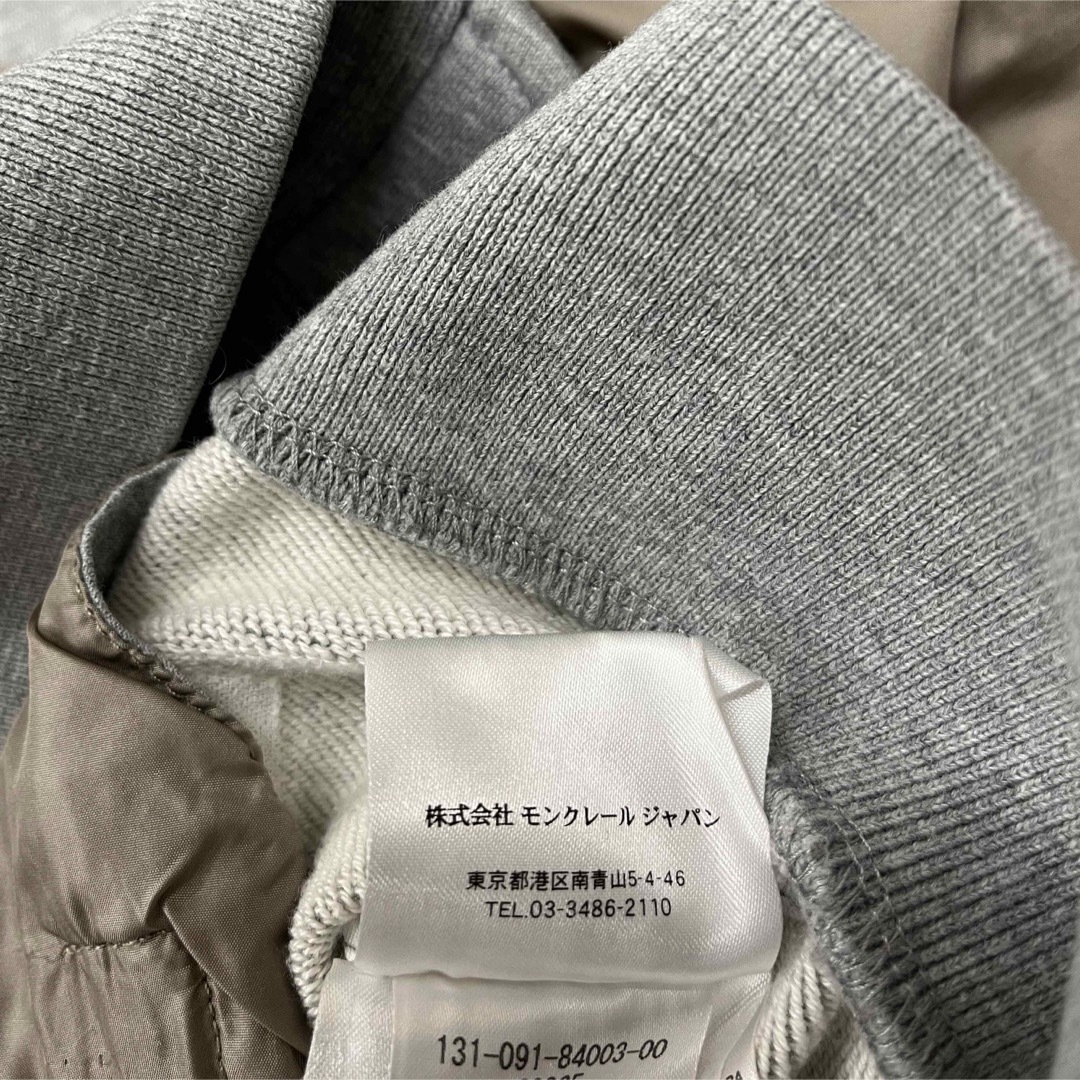 株式会社 モンクレール ジャパン
東京都港区南青山5-4-46
TEL.03-3486-2110
131-091-84003-00